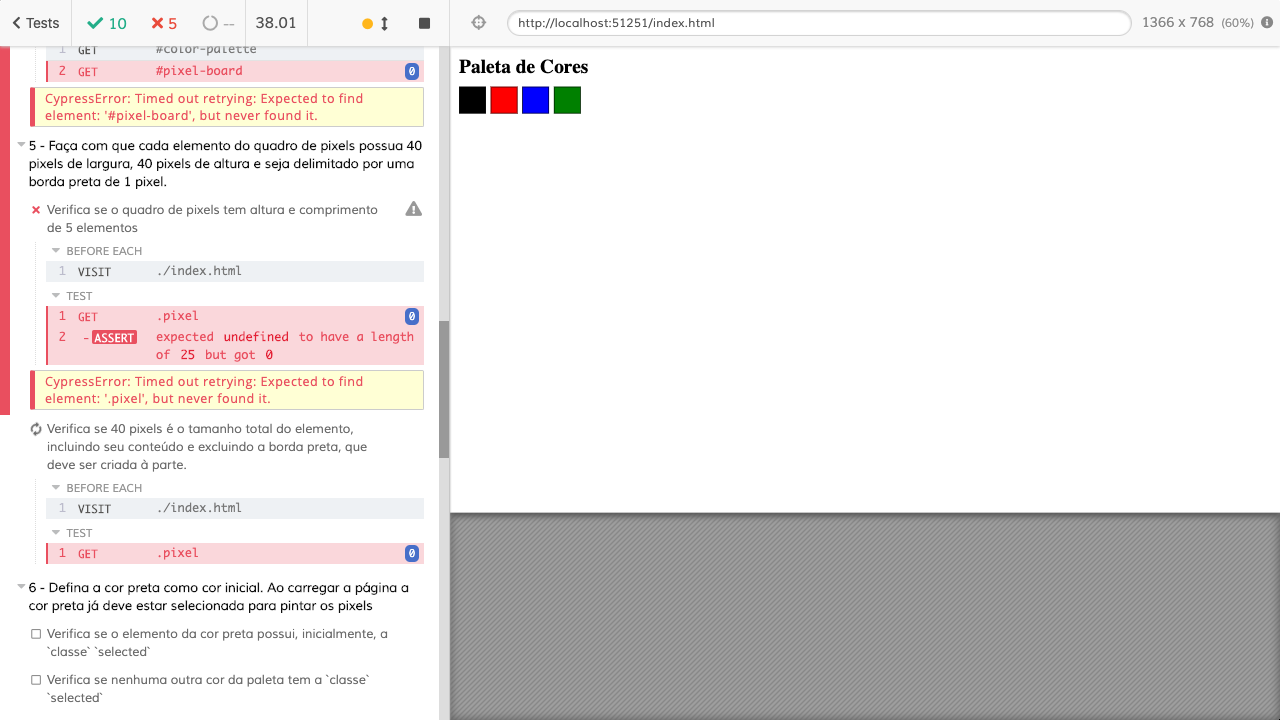 Tests
10
5
--
38.01
http://localhost:51251/index.html
1366 x 768 (60%)
1 GET #color-palette
2 GET #pixel-board 0
CypressError: Timed out retrying: Expected to find
element: '#pixel-board', but never found it.
5 - Faça com que cada elemento do quadro de pixels possua 40
pixels de largura, 40 pixels de altura e seja delimitado por uma
borda preta de 1 pixel.
Verifica se o quadro de pixels tem altura e comprimento
de 5 elementos
BEFORE EACH
1 VISIT ./index.html
TEST
1 GET .pixel 0
2 - ASSERT expected undefined to have a length
of 25 but got 0
CypressError: Timed out retrying: Expected to find
element: '.pixel', but never found it.
Verifica se 40 pixels é o tamanho total do elemento,
incluindo seu conteúdo e excluindo a borda preta, que
deve ser criada à parte.
BEFORE EACH
1 VISIT ./index.html
TEST
1 GET .pixel 0
6 - Defina a cor preta como cor inicial. Ao carregar a página a
cor preta já deve estar selecionada para pintar os pixels
Verifica se o elemento da cor preta possui, inicialmente, a
`classe` `selected`
Verifica se nenhuma outra cor da paleta tem a `classe`
`selected`
Paleta de Cores